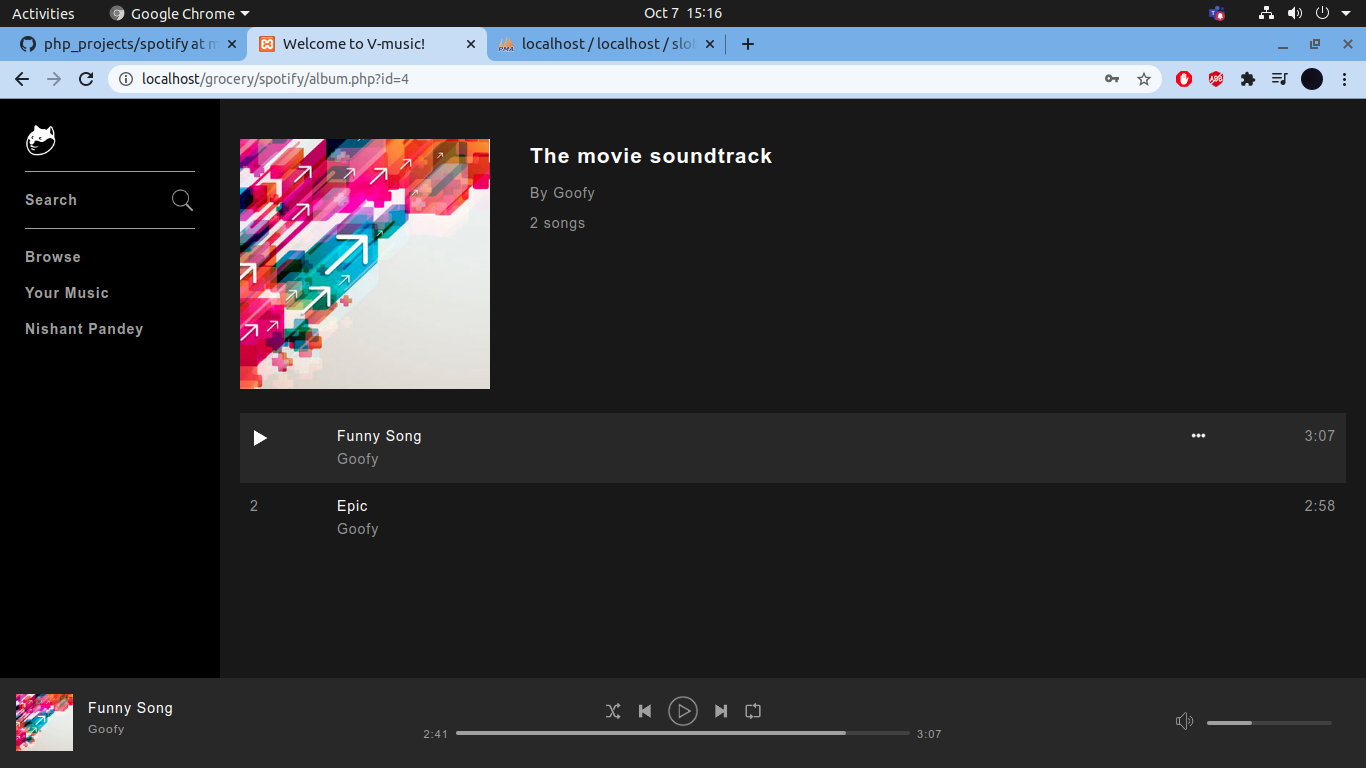 Activities
Google Chrome
Oct 7 15:16
php_projects/spotify at m
Welcome to V-music!
localhost / localhost / slo
localhost/grocery/spotify/album.php?id=4
Search
Browse
Your Music
Nishant Pandey
The movie soundtrack
By Goofy
2 songs
Funny Song
3:07
Goofy
2
Epic
2:58
Goofy
Funny Song
Goofy
2:41
3:07